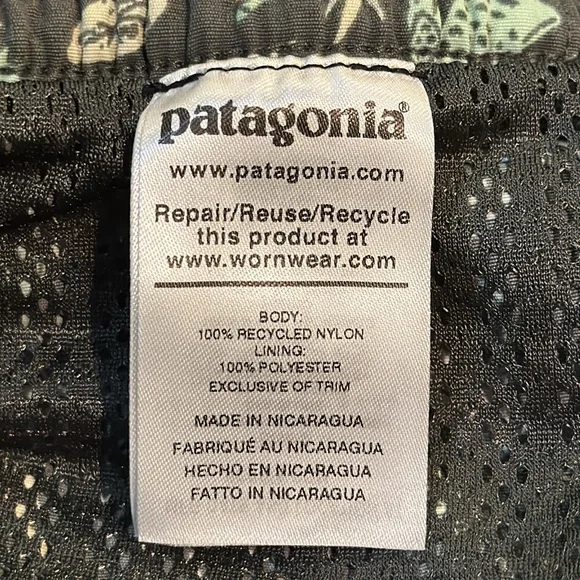 patagonia®
www.patagonia.com
Repair/Reuse/Recycle
this product at
www.wornwear.com
BODY:
100% RECYCLED NYLON
LINING:
100% POLYESTER
EXCLUSIVE OF TRIM
MADE IN NICARAGUA
FABRIQUÉ AU NICARAGUA
HECHO EN NICARAGUA
FATTO IN NICARAGUA